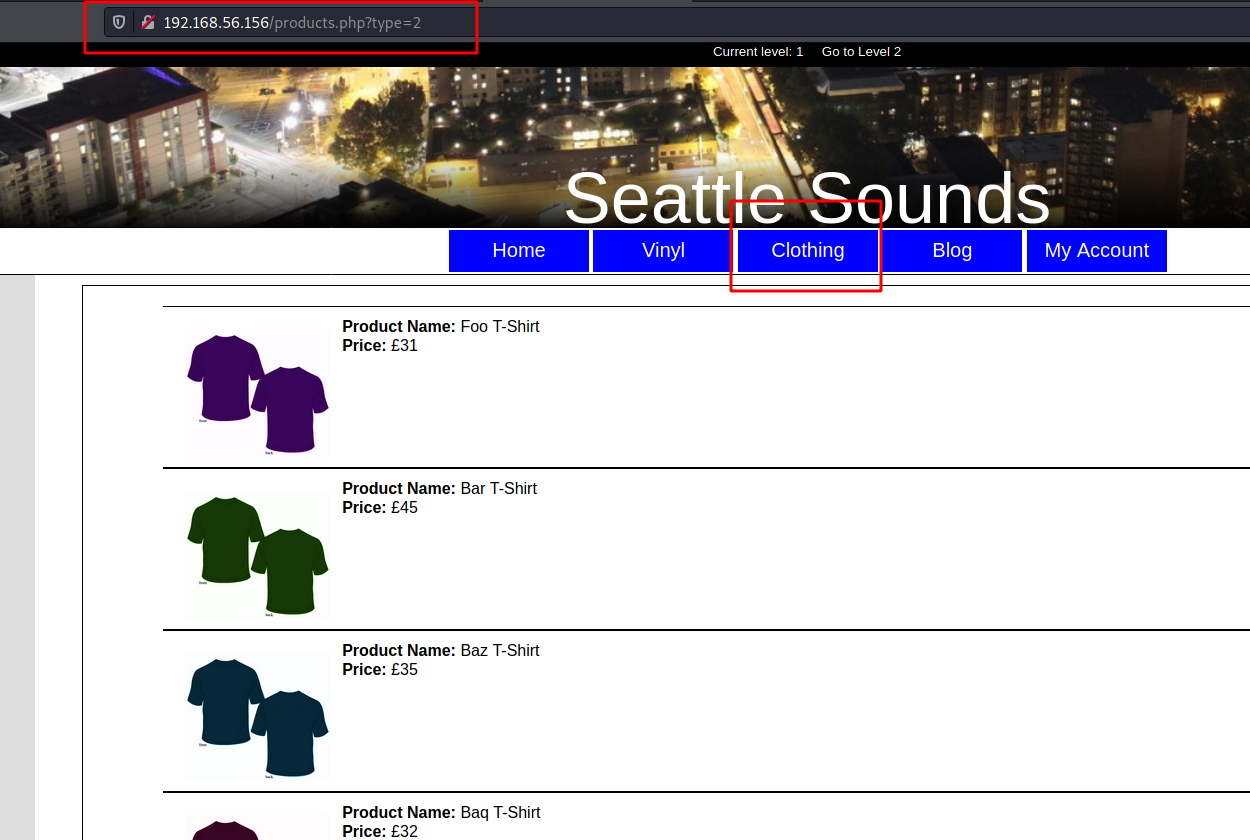 192.168.56.156/products.php?type=2
Current level: 1 Go to Level 2
Seattle Sounds
Home Vinyl Clothing Blog My Account
Product Name: Foo T-Shirt
Price: £31
Product Name: Bar T-Shirt
Price: £45
Product Name: Baz T-Shirt
Price: £35
Product Name: Baq T-Shirt
Price: £32